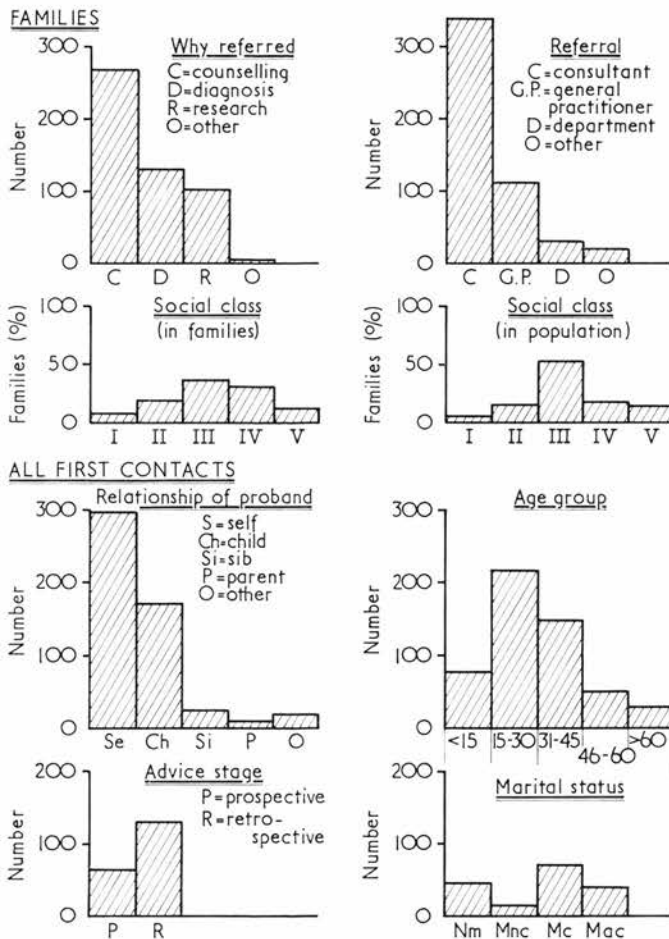 FAMILIES
Why referred
C=counselling
D=diagnosis
R=research
O=other
Number
300
200
100
0
C D R O
Referral
C=consultant
G.P.=general
practitioner
D=department
O=other
Number
300
200
100
0
C G.P. D O
Social class
(in families)
Families (%)
100
50
0
I II III IV V
Social class
(in population)
Families (%)
100
50
0
I II III IV V
ALL FIRST CONTACTS
Relationship of proband
S=self
Ch=child
Si=sib
P=parent
O=other
Number
300
200
100
0
Se Ch Si P O
Age group
Number
300
200
100
0
<15 15-30 31-45 46-60 >60
Advice stage
P=prospective
R=retro-
spective
Number
200
100
0
P R
Marital status
Number
200
100
0
Nm Mnc Mc Mac